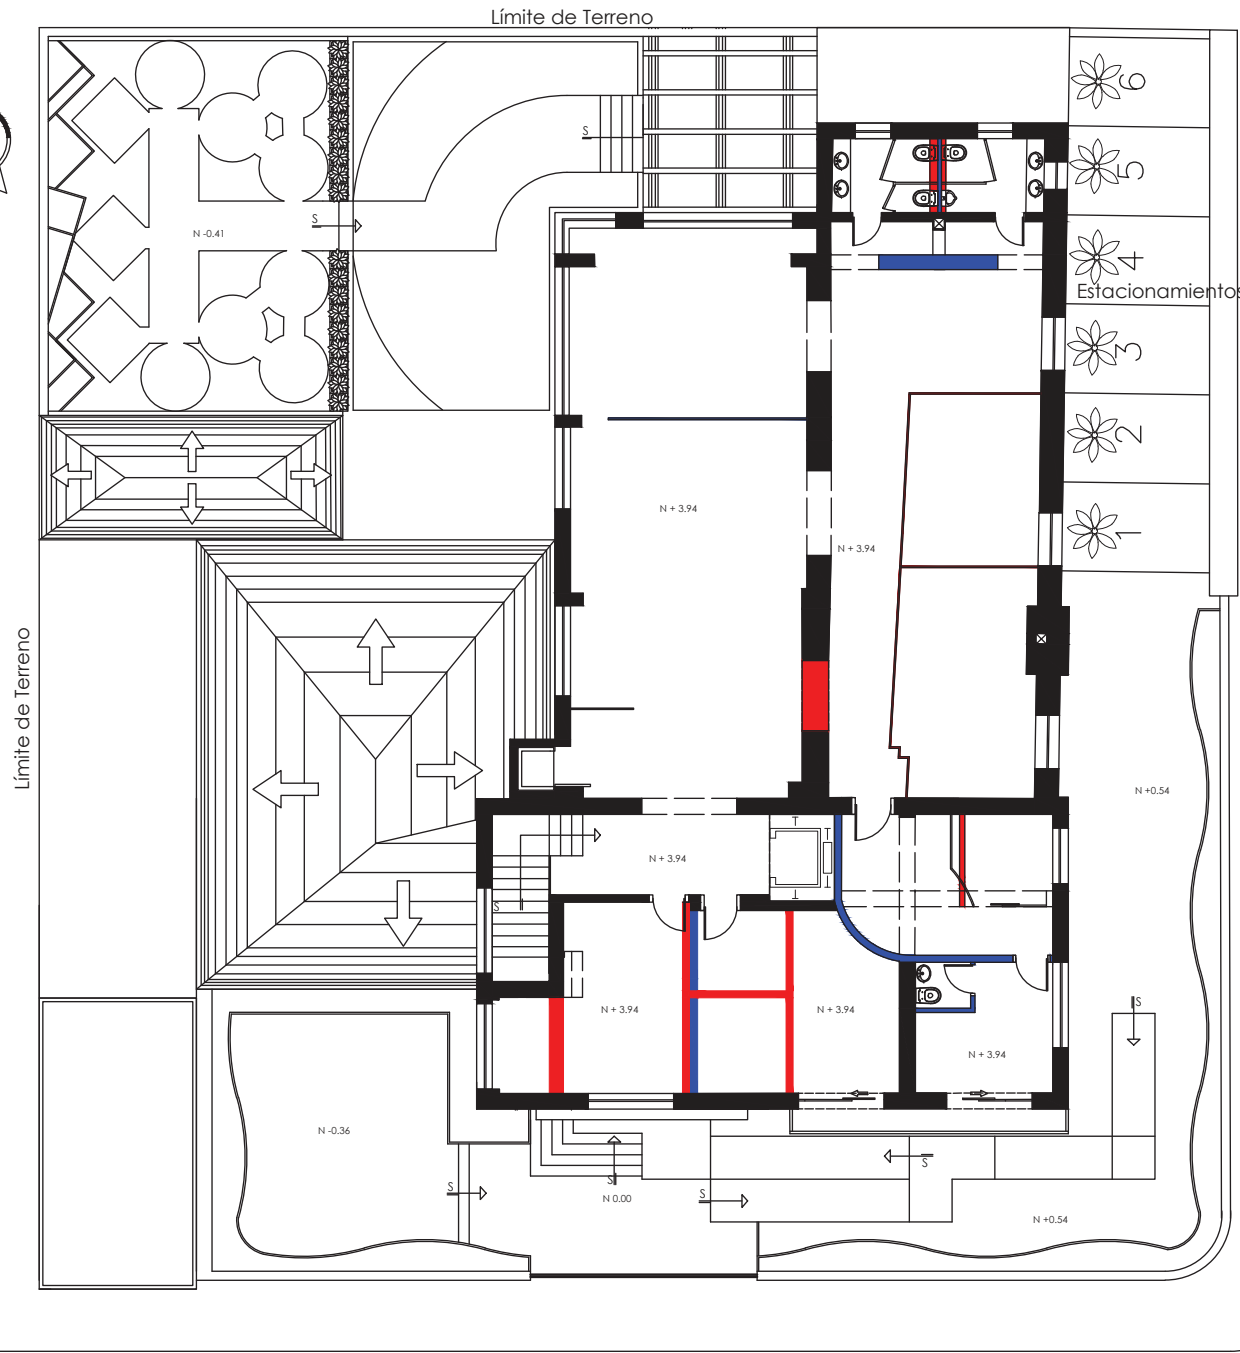 Límite de Terreno
6
5
S
S
N -0.41
4
Estacionamientos
3
2
N + 3.94
1
N + 3.94
Límite de Terreno
N +0.54
N + 3.94
S
S
N + 3.94
N + 3.94
N + 3.94
N -0.36
S
S
S
N 0.00
S
N +0.54